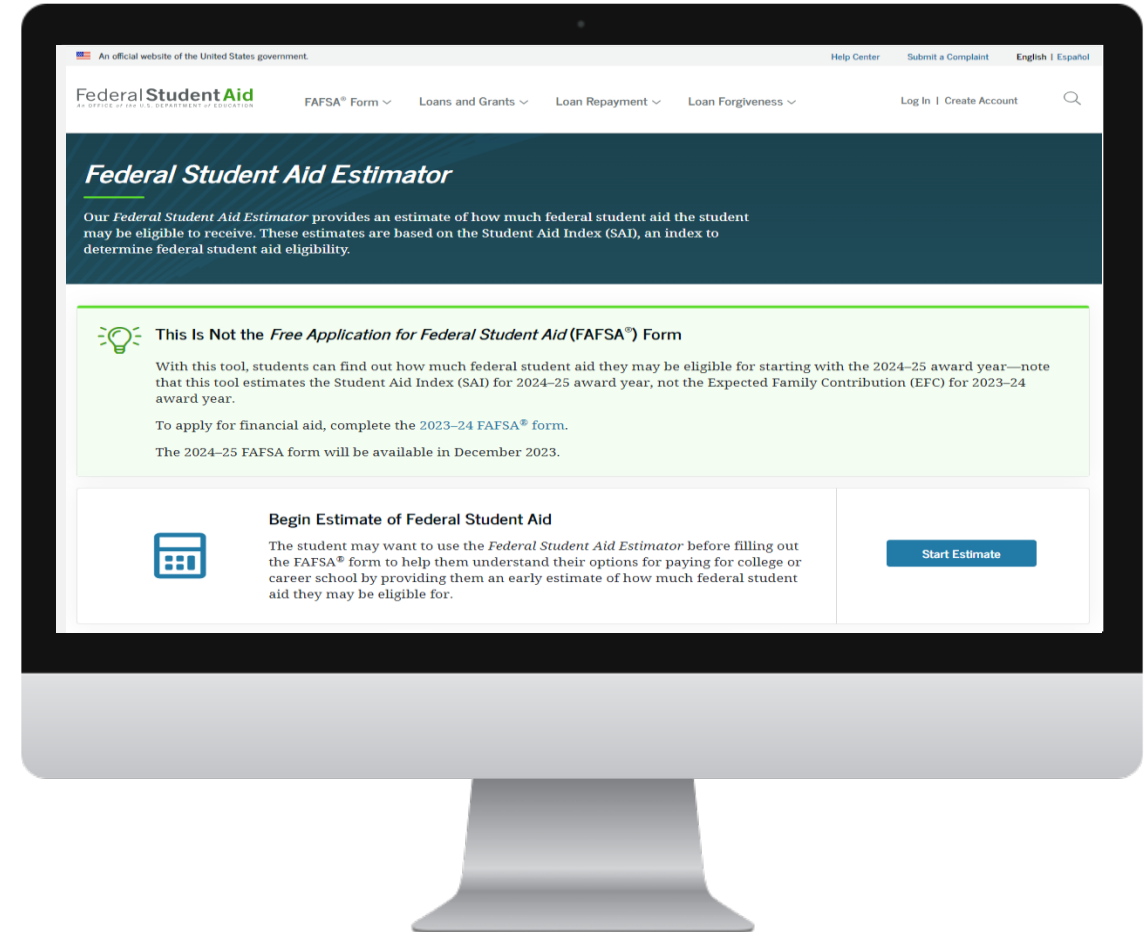 An official website of the United States government.
Help Center Submit a Complaint English | Español
Federal Student Aid
An OFFICE of the U.S. DEPARTMENT of EDUCATION
FAFSA® Form Loans and Grants Loan Repayment Loan Forgiveness
Log In | Create Account
Federal Student Aid Estimator
Our Federal Student Aid Estimator provides an estimate of how much federal student aid the student
may be eligible to receive. These estimates are based on the Student Aid Index (SAI), an index to
determine federal student aid eligibility.
This Is Not the Free Application for Federal Student Aid (FAFSA®) Form
With this tool, students can find out how much federal student aid they may be eligible for starting with the 2024–25 award year—note
that this tool estimates the Student Aid Index (SAI) for 2024–25 award year, not the Expected Family Contribution (EFC) for 2023–24
award year.
To apply for financial aid, complete the 2023–24 FAFSA® form.
The 2024–25 FAFSA form will be available in December 2023.
Begin Estimate of Federal Student Aid
The student may want to use the Federal Student Aid Estimator before filling out
the FAFSA® form to help them understand their options for paying for college or
career school by providing them an early estimate of how much federal student
aid they may be eligible for.
Start Estimate